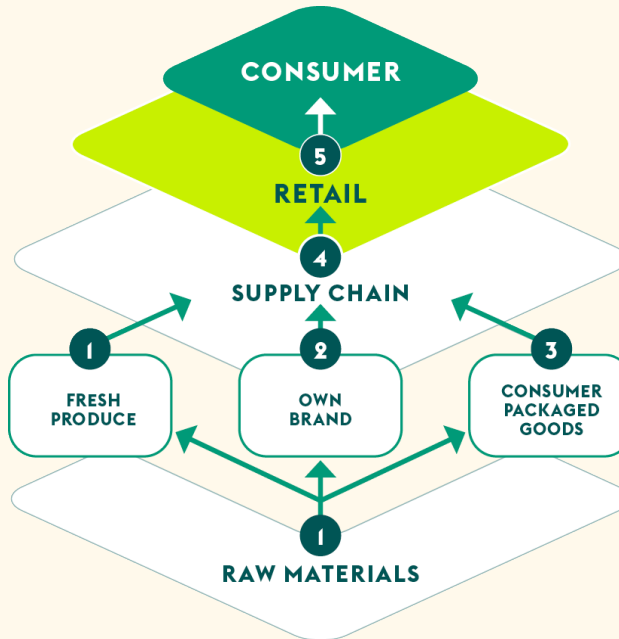 CONSUMER
5
RETAIL
4
SUPPLY CHAIN
1
2
3
FRESH
PRODUCE
OWN
BRAND
CONSUMER
PACKAGED
GOODS
1
RAW MATERIALS